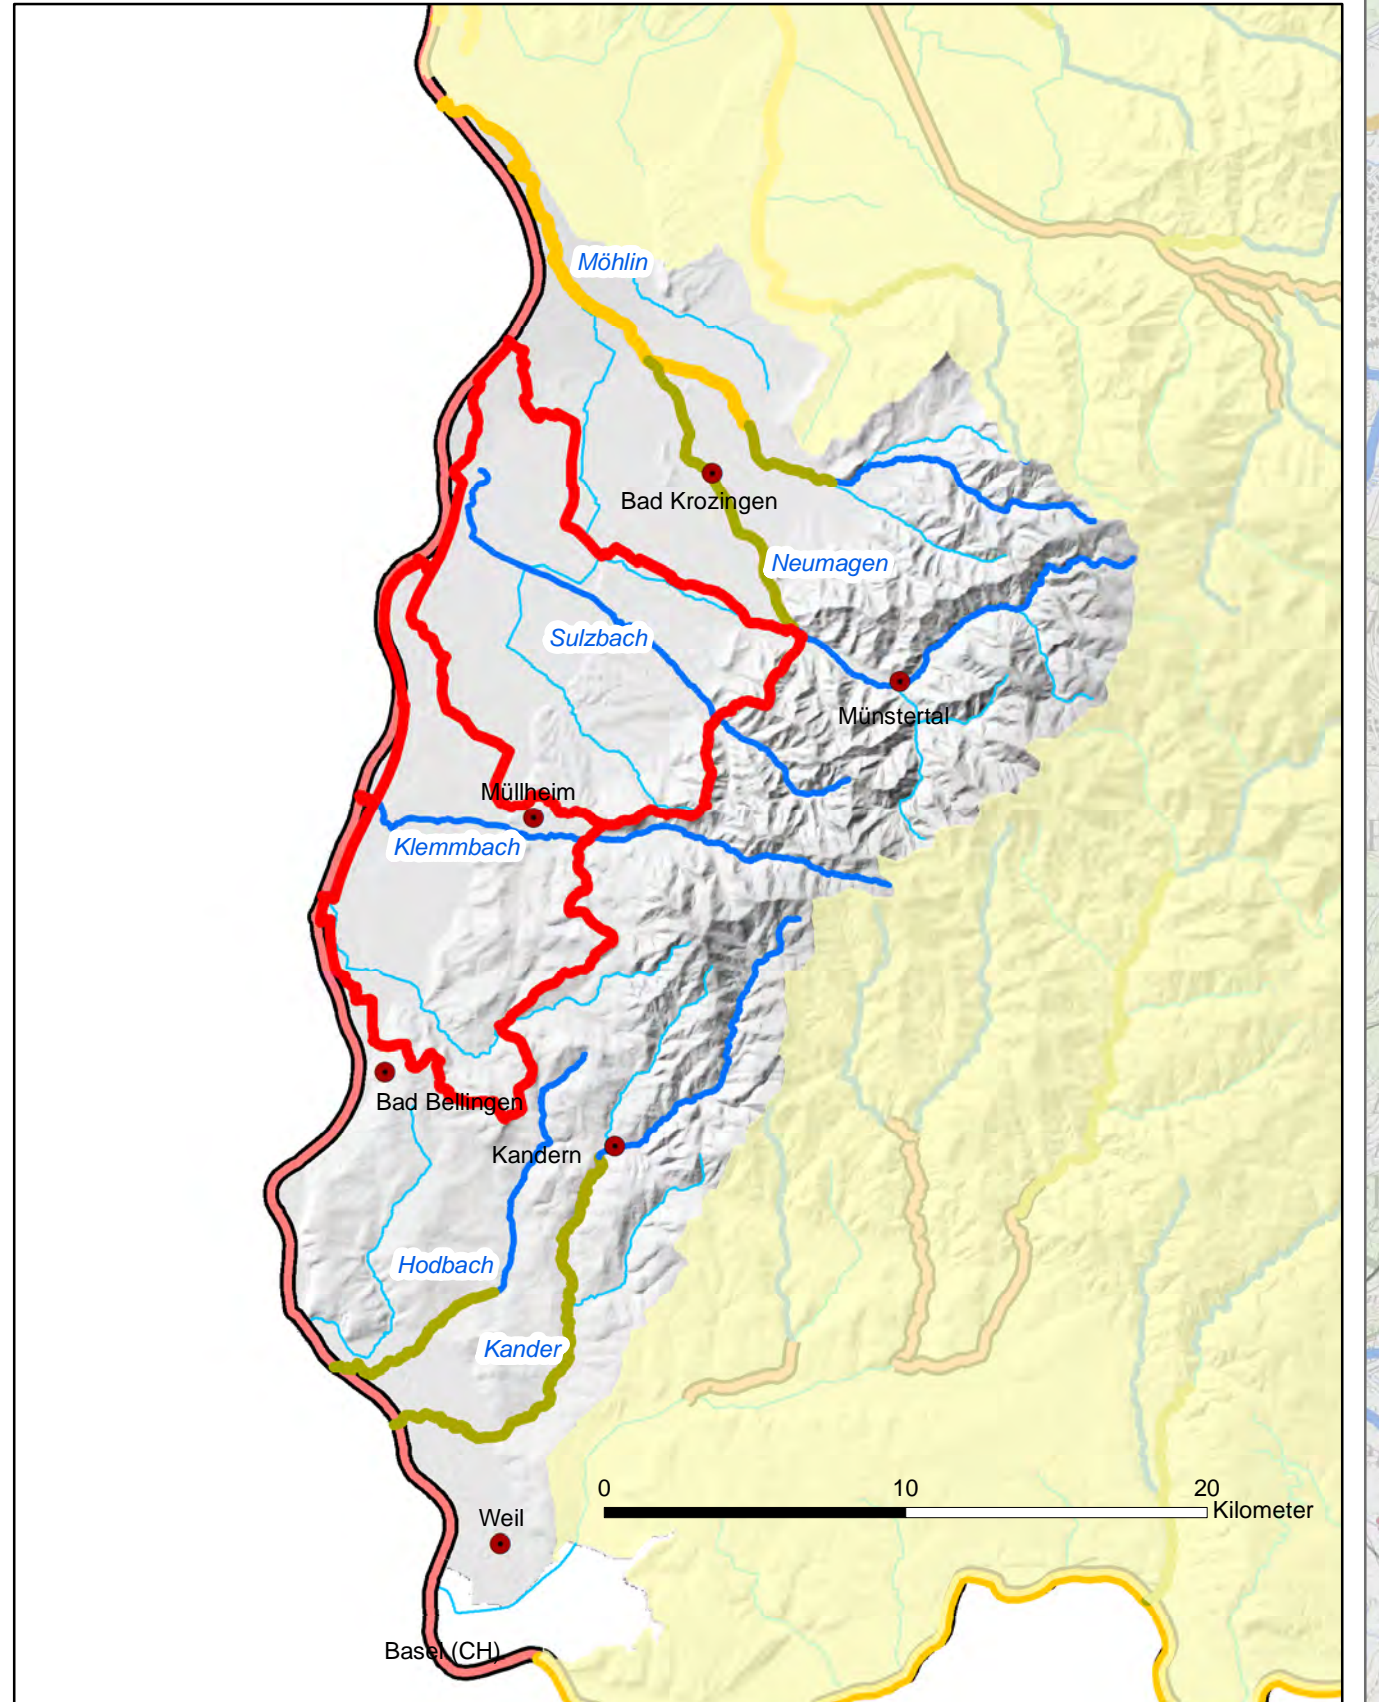 Möhlin
Bad Krozingen
Neumagen
Sulzbach
Münstertal
Müllheim
Klemmbach
Bad Bellingen
Kandern
Hodbach
Kander
0 10 20
Kilometer
Weil
Basel (CH)